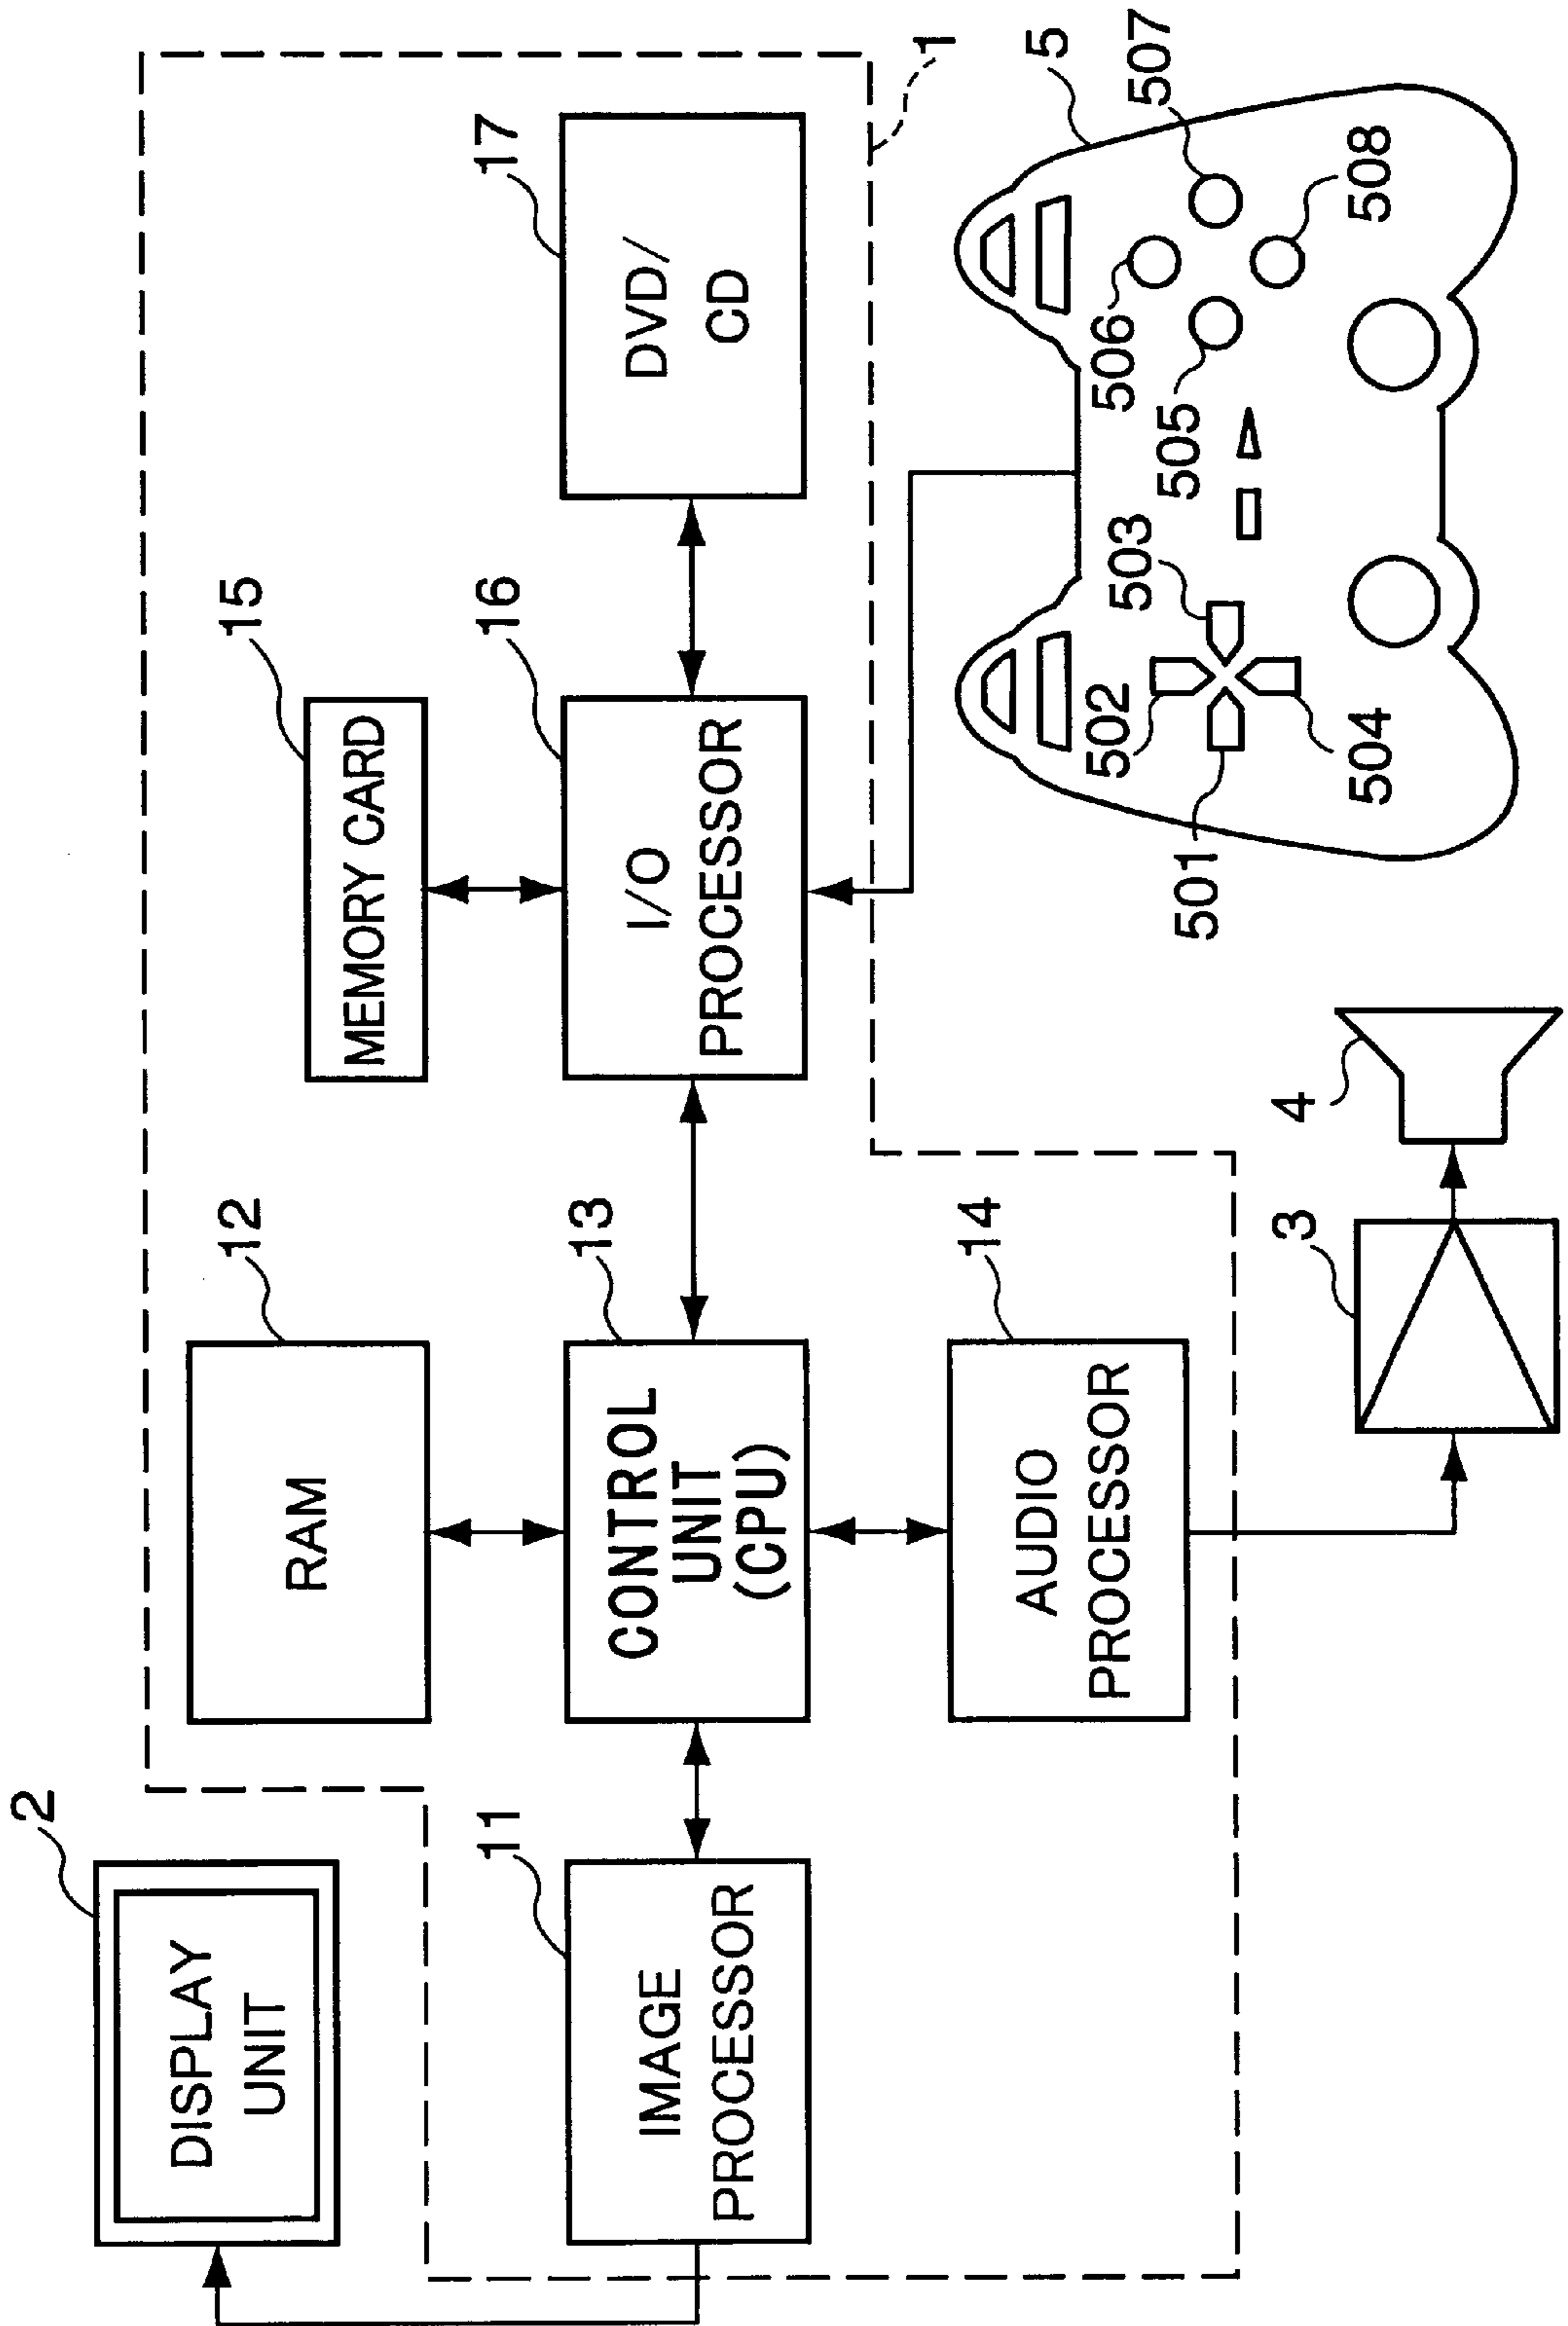 2
DISPLAY
UNIT
12
RAM
15
MEMORY CARD
11
IMAGE
PROCESSOR
13
CONTROL
UNIT
(CPU)
16
I/O
PROCESSOR
17
DVD/
CD
14
AUDIO
PROCESSOR
1
3
4
5
501
502
503
504
505
506
507
508